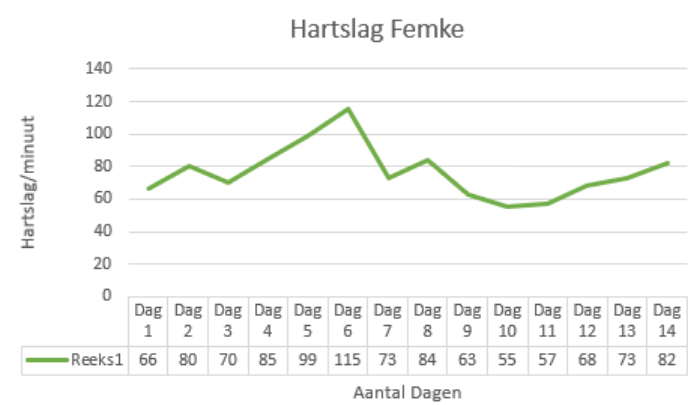 Hartslag Femke
140
120
100
80
60
40
20
0
Hartslag/minuut
Dag 1 Dag 2 Dag 3 Dag 4 Dag 5 Dag 6 Dag 7 Dag 8 Dag 9 Dag 10 Dag 11 Dag 12 Dag 13 Dag 14
Reeks1 66 80 70 85 99 115 73 84 63 55 57 68 73 82
Aantal Dagen